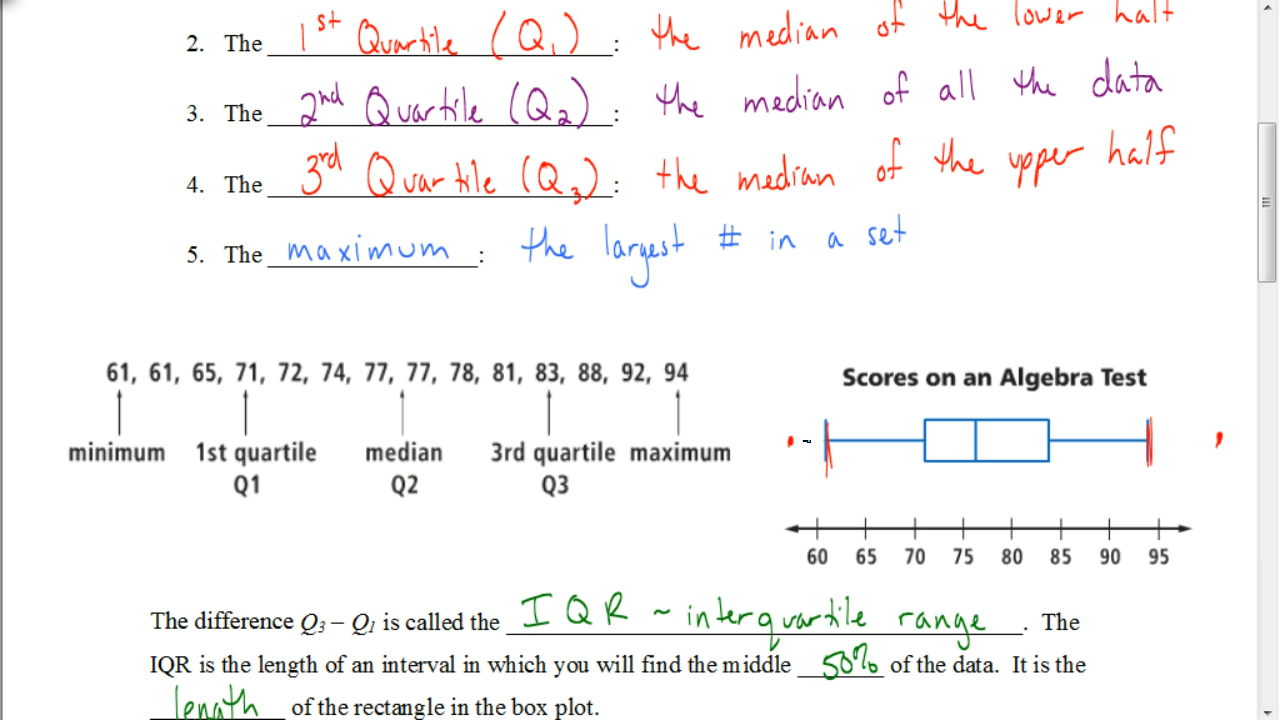 2. The 1st Quartile (Q1): the median of the lower half
3. The 2nd Quartile (Q2): the median of all the data
4. The 3rd Quartile (Q3): the median of the upper half
5. The maximum: the largest # in a set
61, 61, 65, 71, 72, 74, 77, 77, 78, 81, 83, 88, 92, 94
minimum 1st quartile median 3rd quartile maximum
Q1 Q2 Q3
Scores on an Algebra Test
60 65 70 75 80 85 90 95
The difference Q3 – Q1 is called the IQR ~ interquartile range. The
IQR is the length of an interval in which you will find the middle 50% of the data. It is the
length of the rectangle in the box plot.